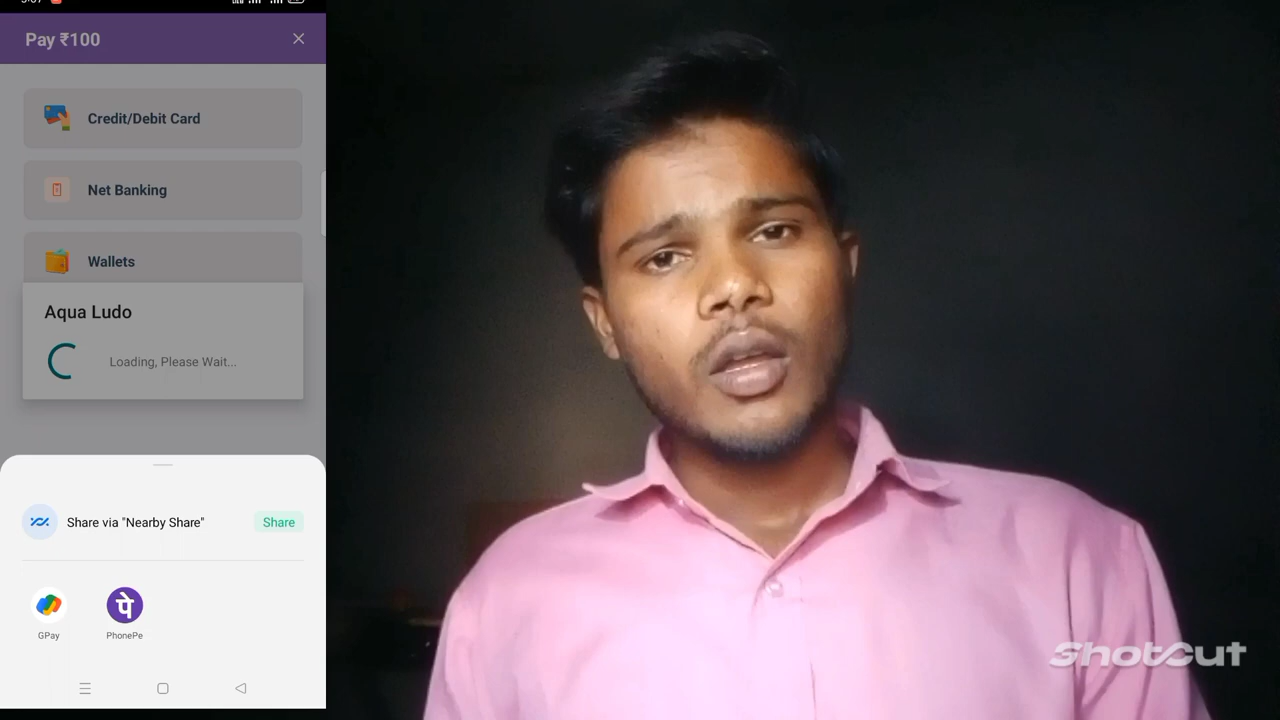 Pay ₹100
Credit/Debit Card
Net Banking
Wallets
Aqua Ludo
Loading, Please Wait...
Share via "Nearby Share"
Share
GPay
पे
PhonePe
ShotCut